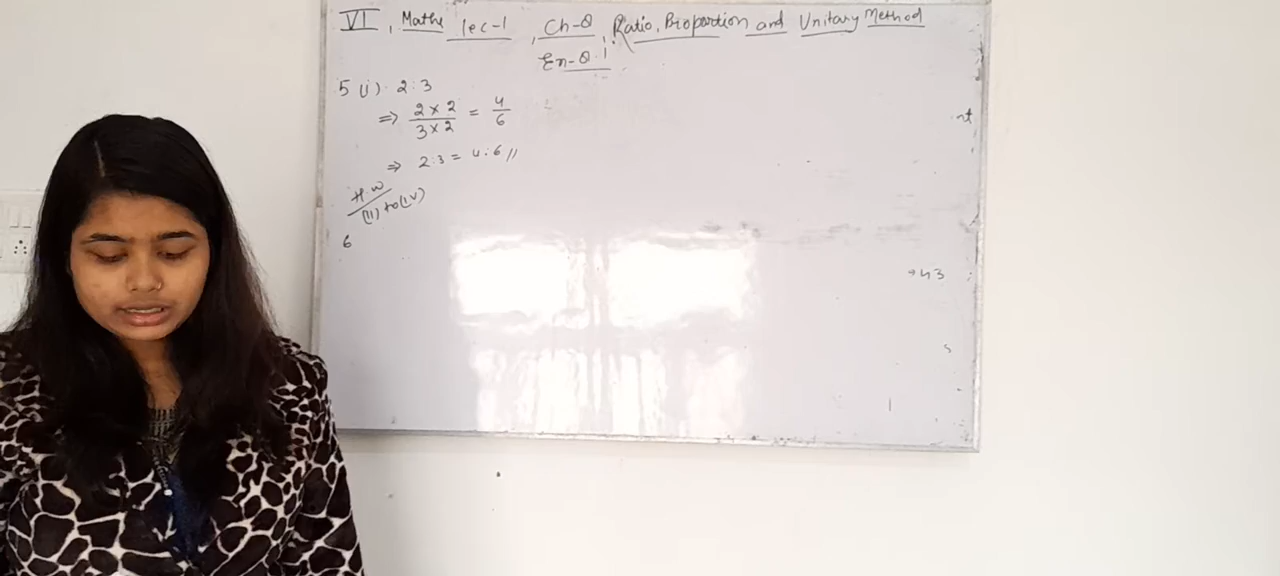 VI, Maths lec-1, Ch-8, Ratio, Proportion and Unitary Method
Ex-8.1
5 (i). 2:3
⇒ 2×2/3×2 = 4/6
⇒ 2:3 = 4:6//
H.W
(ii) to (iv)
6